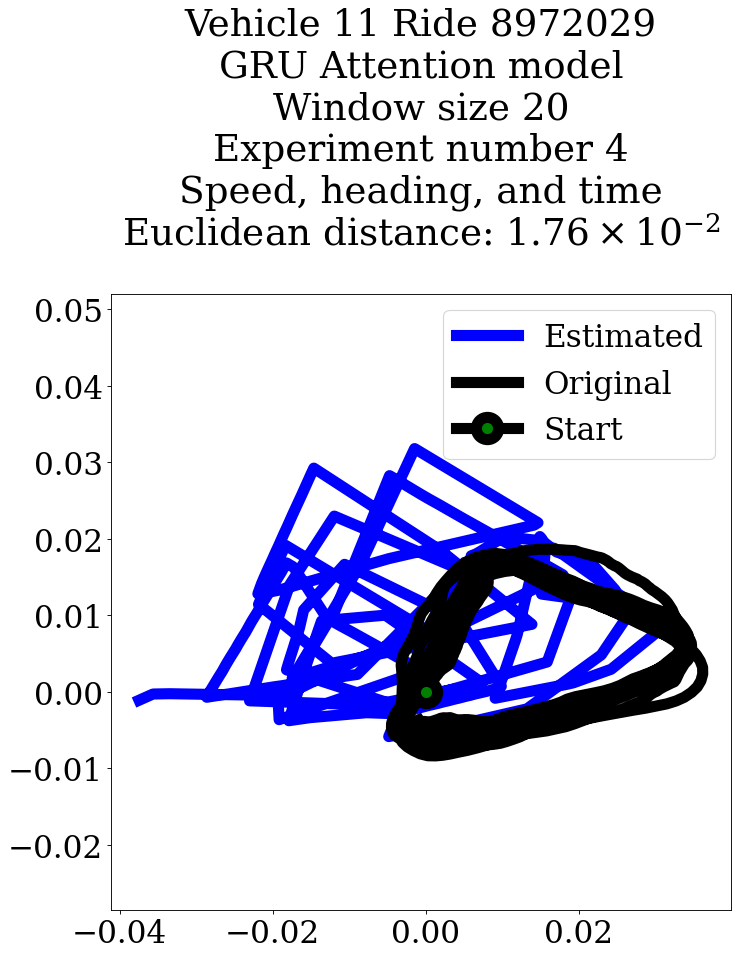 Vehicle 11 Ride 8972029
GRU Attention model
Window size 20
Experiment number 4
Speed, heading, and time
Euclidean distance: 1.76 × 10⁻²
Estimated
Original
Start
0.05
0.04
0.03
0.02
0.01
0.00
−0.01
−0.02
−0.04
−0.02
0.00
0.02